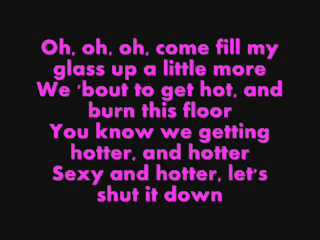 Oh, oh, oh, come fill my
glass up a little more
We 'bout to get hot, and
burn this floor
You know we getting
hotter, and hotter
Sexy and hotter, let's
shut it down